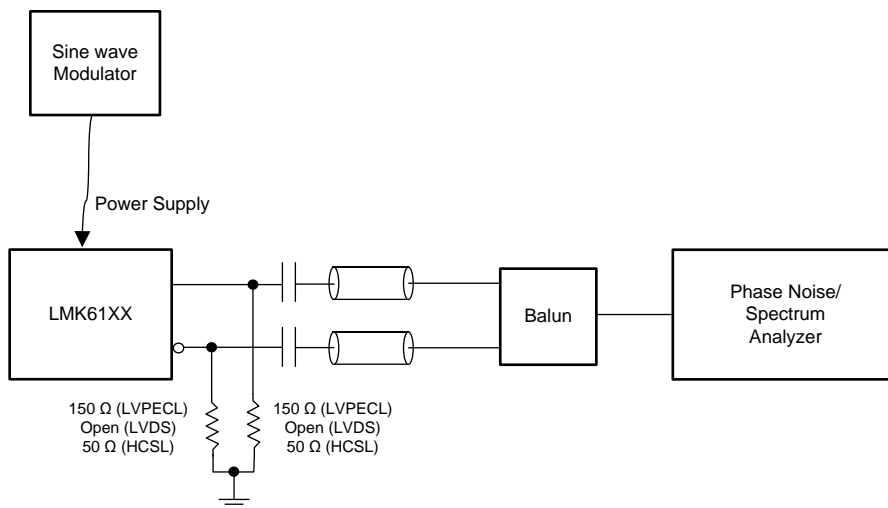 Sine wave
Modulator
Power Supply
LMK61XX
Balun
Phase Noise/
Spectrum
Analyzer
150 Ω (LVPECL)
Open (LVDS)
50 Ω (HCSL)
150 Ω (LVPECL)
Open (LVDS)
50 Ω (HCSL)